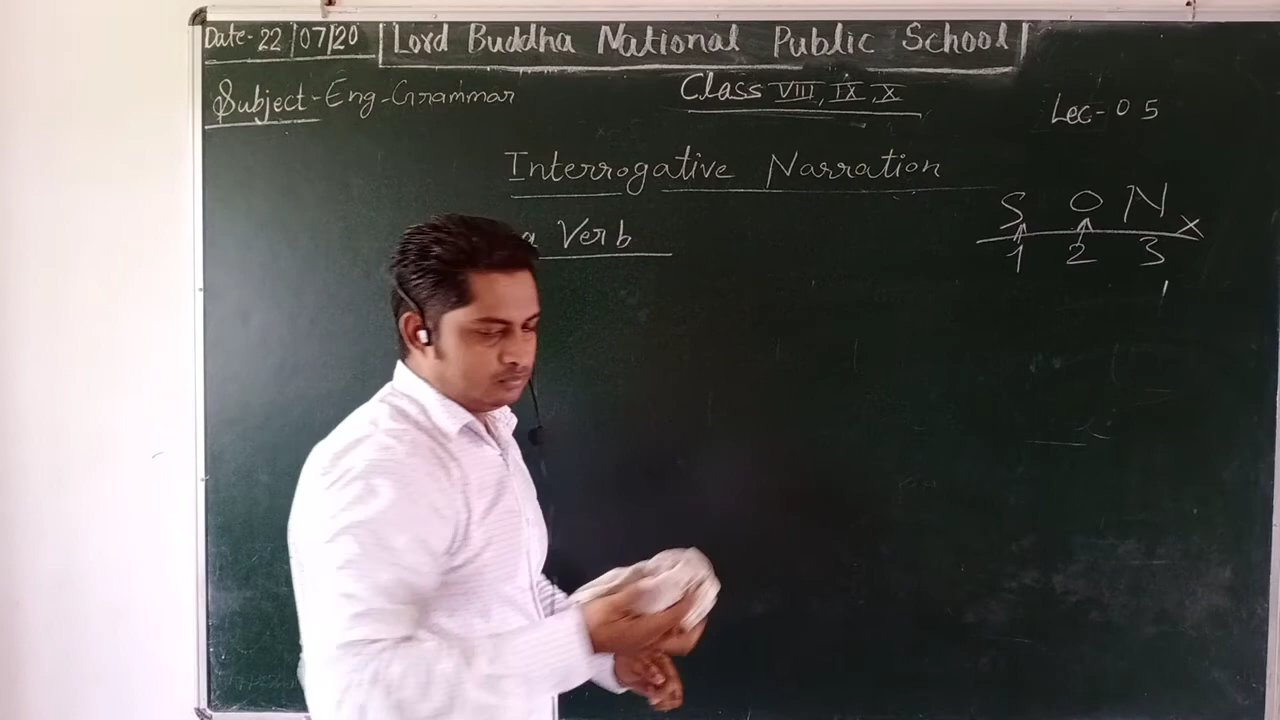 Date- 22/07/20 Lord Buddha National Public School
Subject-Eng-Grammar Class VIII, IX, X
Lec-05
Interrogative Narration
S O N
a Verb
1 2 3 x